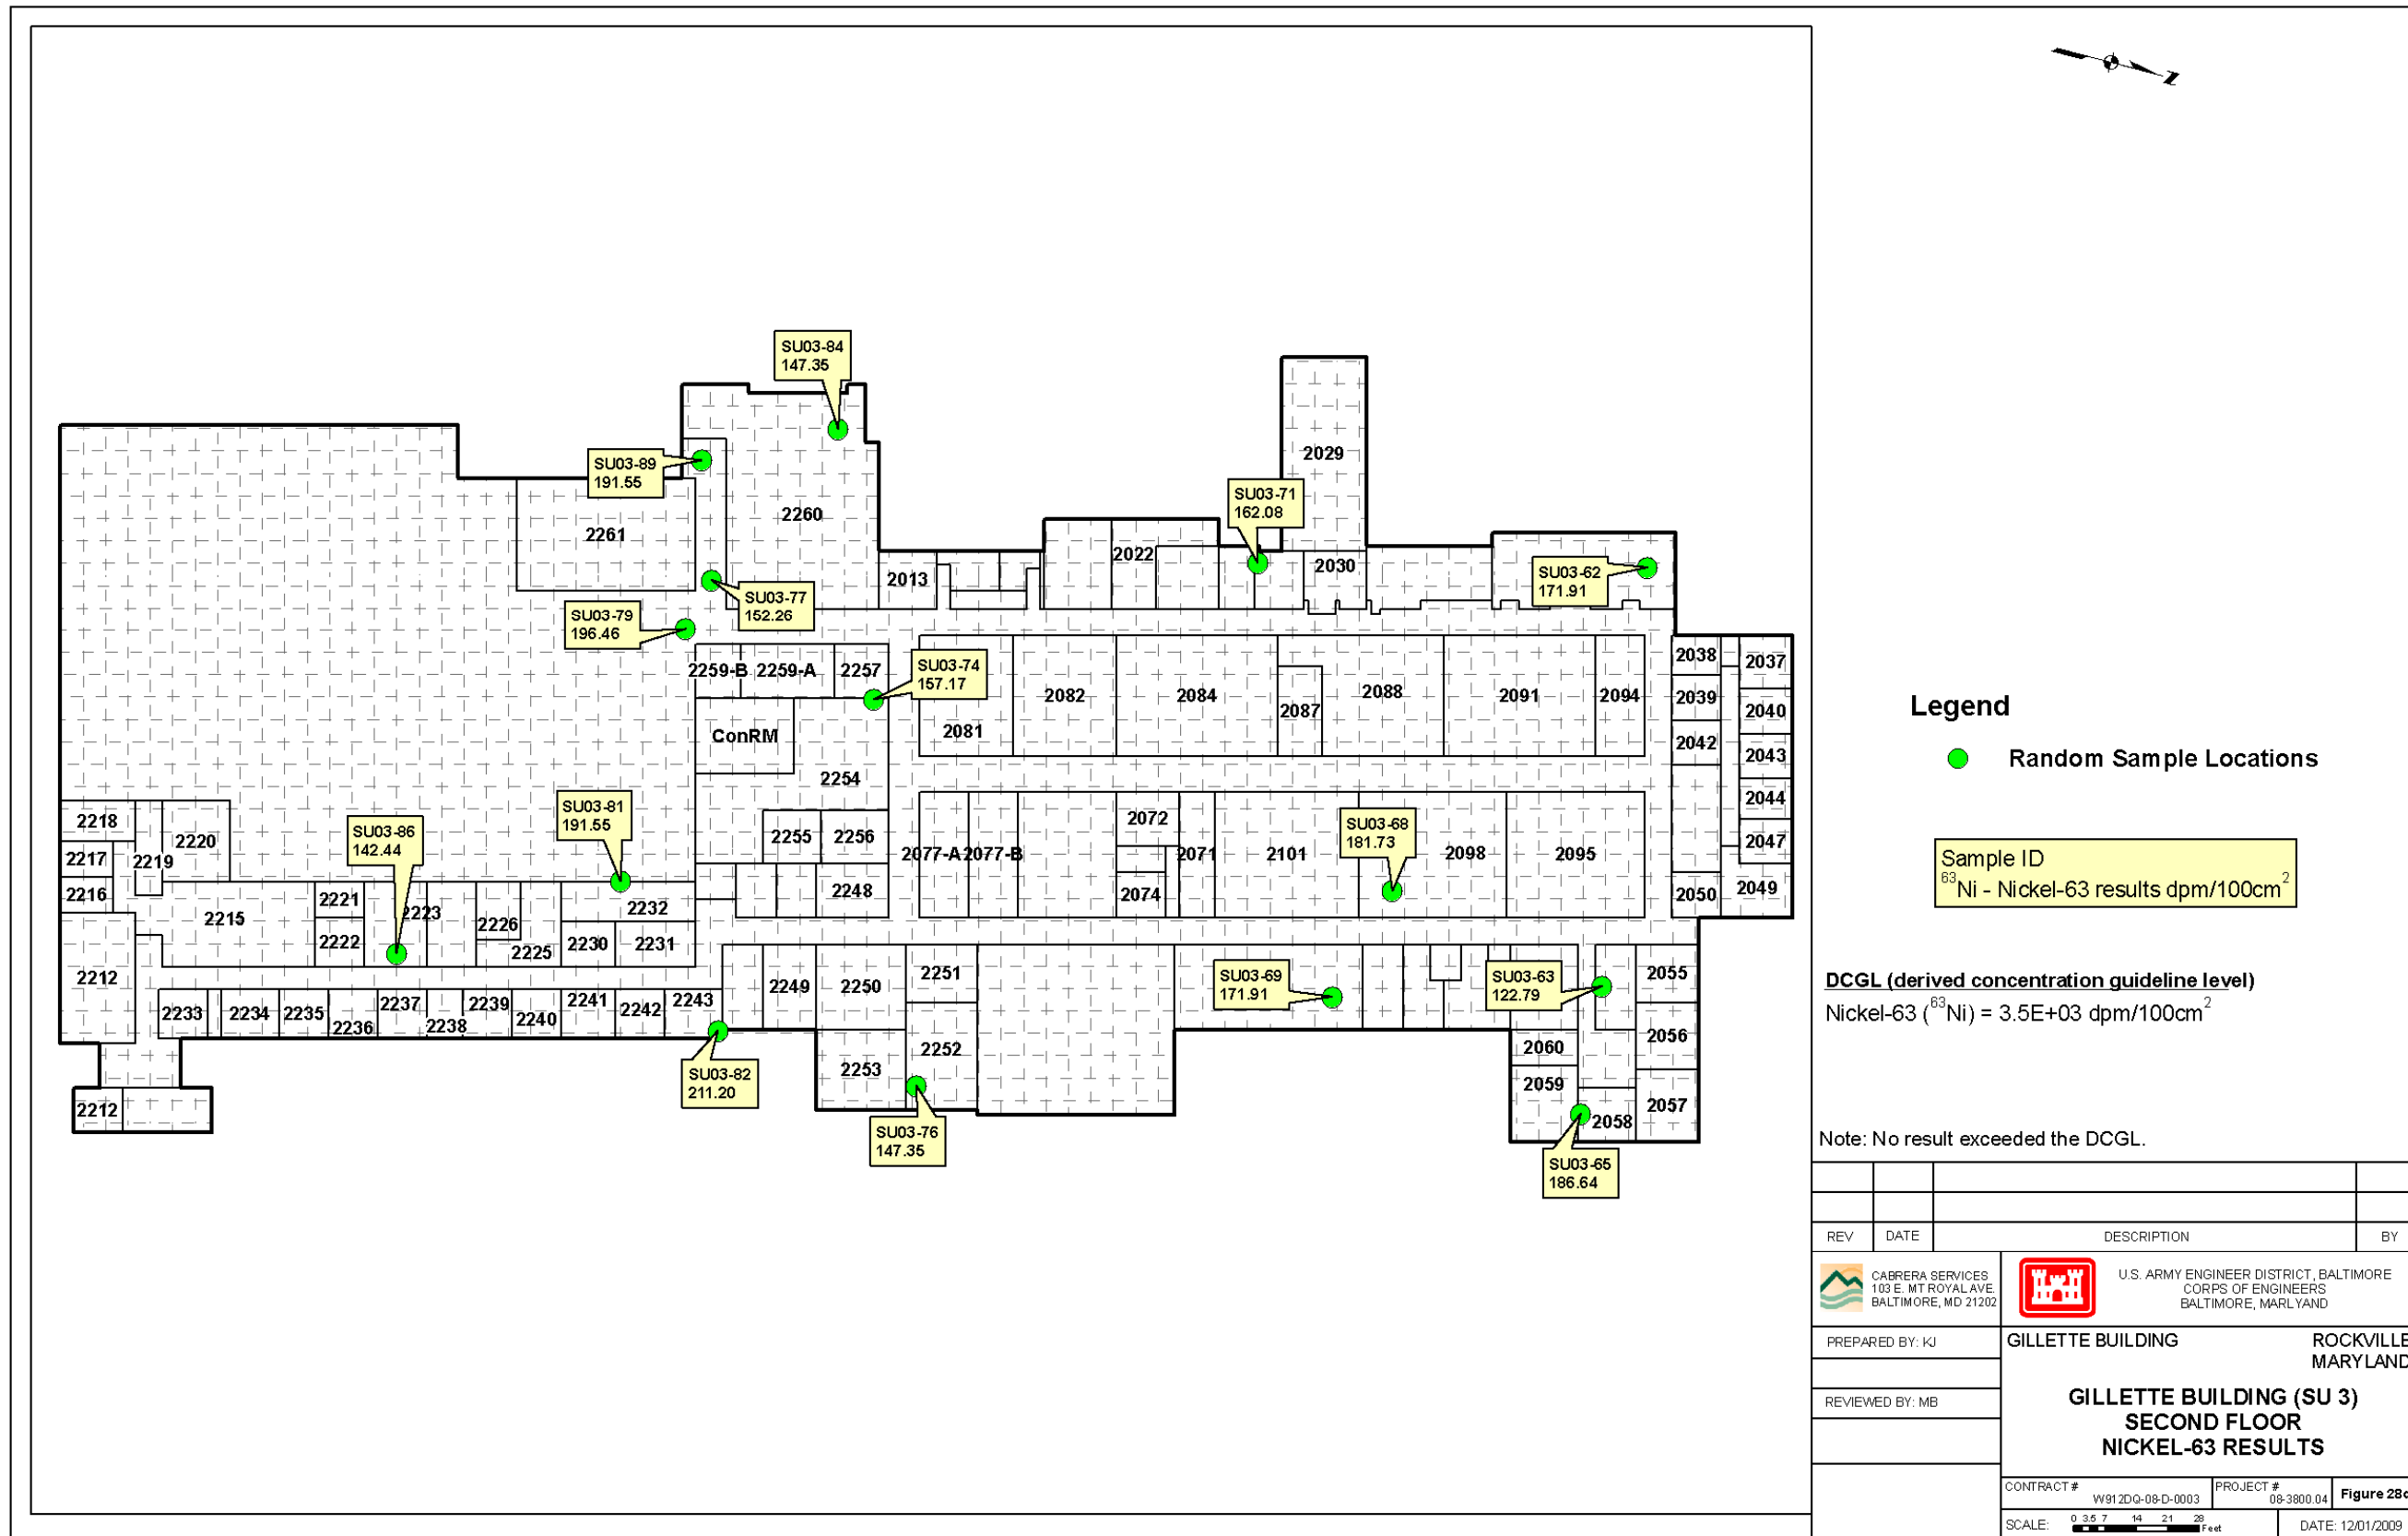 SU03-84
147.35
SU03-89
191.55
2029
SU03-71
162.08
2260
2261
2022
2013
2030
SU03-62
171.91
SU03-77
152.26
SU03-79
196.46
2259-B
2259-A
2257
SU03-74
157.17
2081
2082
2084
2087
2088
2091
2094
2038
2037
2039
2040
2042
2043
2044
2047
2050
2049
ConRM
2254
2255
2256
2248
2077-A
2077-B
2072
2071
2074
2101
SU03-68
181.73
2098
2095
SU03-86
142.44
SU03-81
191.55
2218
2217
2216
2219
2220
2215
2221
2222
2223
2226
2225
2232
2230
2231
2212
2233
2234
2235
2236
2237
2238
2239
2240
2241
2242
2243
2249
2250
2251
2252
2253
SU03-69
171.91
SU03-63
122.79
2055
2056
2057
2060
2059
2058
2212
SU03-82
211.20
SU03-76
147.35
SU03-65
186.64
N
Legend
Random Sample Locations
Sample ID
⁶³Ni - Nickel-63 results dpm/100cm²
DCGL (derived concentration guideline level)
Nickel-63 (⁶³Ni) = 3.5E+03 dpm/100cm²
Note: No result exceeded the DCGL.
REV DATE DESCRIPTION BY
CABRERA SERVICES
103 E. MT ROYAL AVE.
BALTIMORE, MD 21202
U.S. ARMY ENGINEER DISTRICT, BALTIMORE
CORPS OF ENGINEERS
BALTIMORE, MARLYAND
PREPARED BY: KJ
REVIEWED BY: MB
GILLETTE BUILDING
ROCKVILLE
MARYLAND
GILLETTE BUILDING (SU 3)
SECOND FLOOR
NICKEL-63 RESULTS
CONTRACT #
W912DQ-08-D-0003
PROJECT #
08-3800.04
Figure
SCALE: 0 3.5 7 14 21 28 Feet
DATE: 12/01/2009